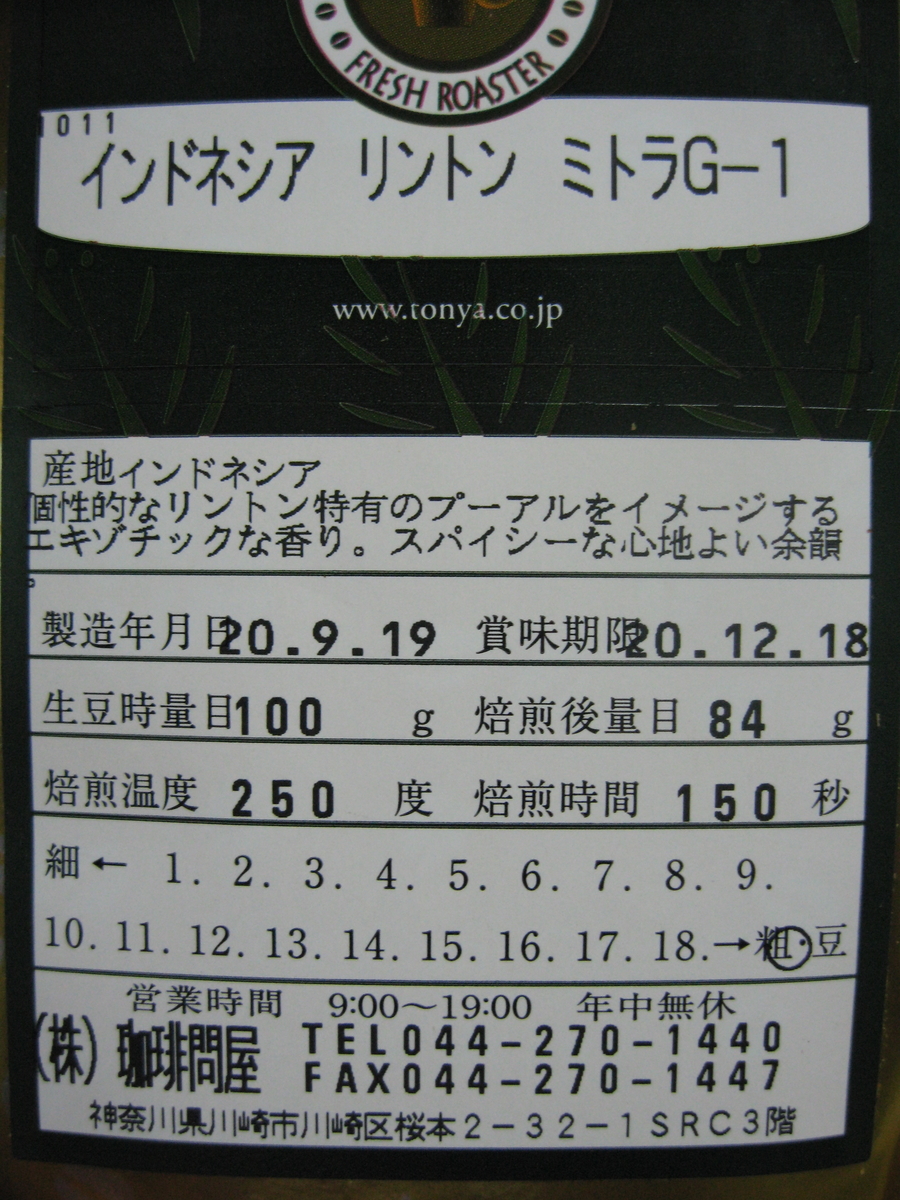 FRESH ROASTER
1011
インドネシア リントン ミトラG-1
www.tonya.co.jp
産地インドネシア
個性的なリントン特有のプーアルをイメージする
エキゾチックな香り。スパイシーな心地よい余韻
。
製造年月日20.9.19 賞味期限20.12.18
生豆時量目100 g 焙煎後量目 84 g
焙煎温度 250 度 焙煎時間 150 秒
細← 1. 2. 3. 4. 5. 6. 7. 8. 9.
10. 11. 12. 13. 14. 15. 16. 17. 18.→粗・豆
営業時間 9:00〜19:00 年中無休
(株)珈琲問屋 TEL044-270-1440
FAX044-270-1447
神奈川県川崎市川崎区桜本2-32-1SRC3階